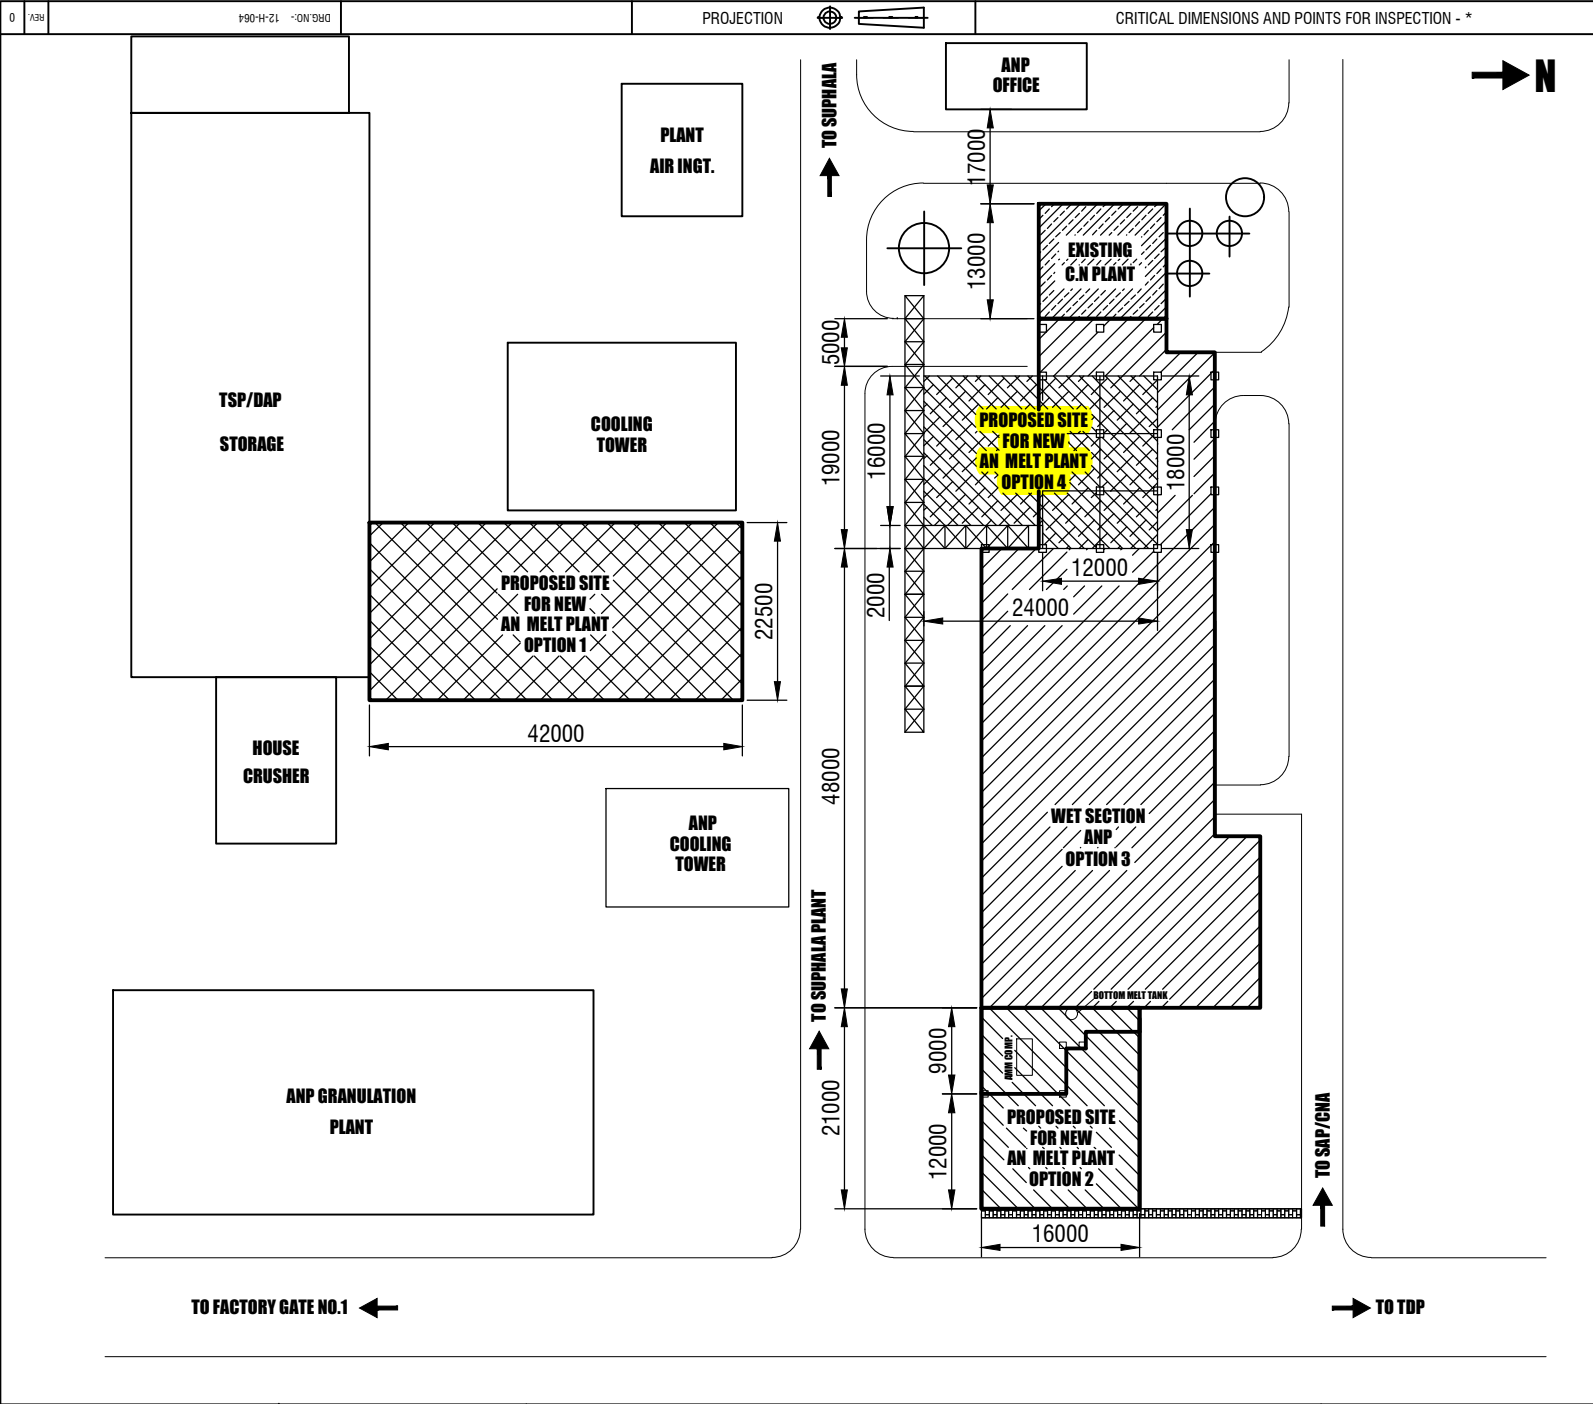 0
REV.
DRG.NO:- 12-H-064
PROJECTION
CRITICAL DIMENSIONS AND POINTS FOR INSPECTION - *
N
ANP
OFFICE
TO SUPHALA
PLANT
AIR INGT.
17000
13000
EXISTING
C.N PLANT
5000
TSP/DAP
STORAGE
COOLING
TOWER
19000
16000
PROPOSED SITE
FOR NEW
AN MELT PLANT
OPTION 4
18000
12000
24000
2000
PROPOSED SITE
FOR NEW
AN MELT PLANT
OPTION 1
22500
42000
HOUSE
CRUSHER
48000
ANP
COOLING
TOWER
WET SECTION
ANP
OPTION 3
TO SUPHALA PLANT
BOTTOM MELT TANK
AMM COMP.
9000
21000
12000
ANP GRANULATION
PLANT
PROPOSED SITE
FOR NEW
AN MELT PLANT
OPTION 2
TO SAP/CNA
16000
TO FACTORY GATE NO.1
TO TDP